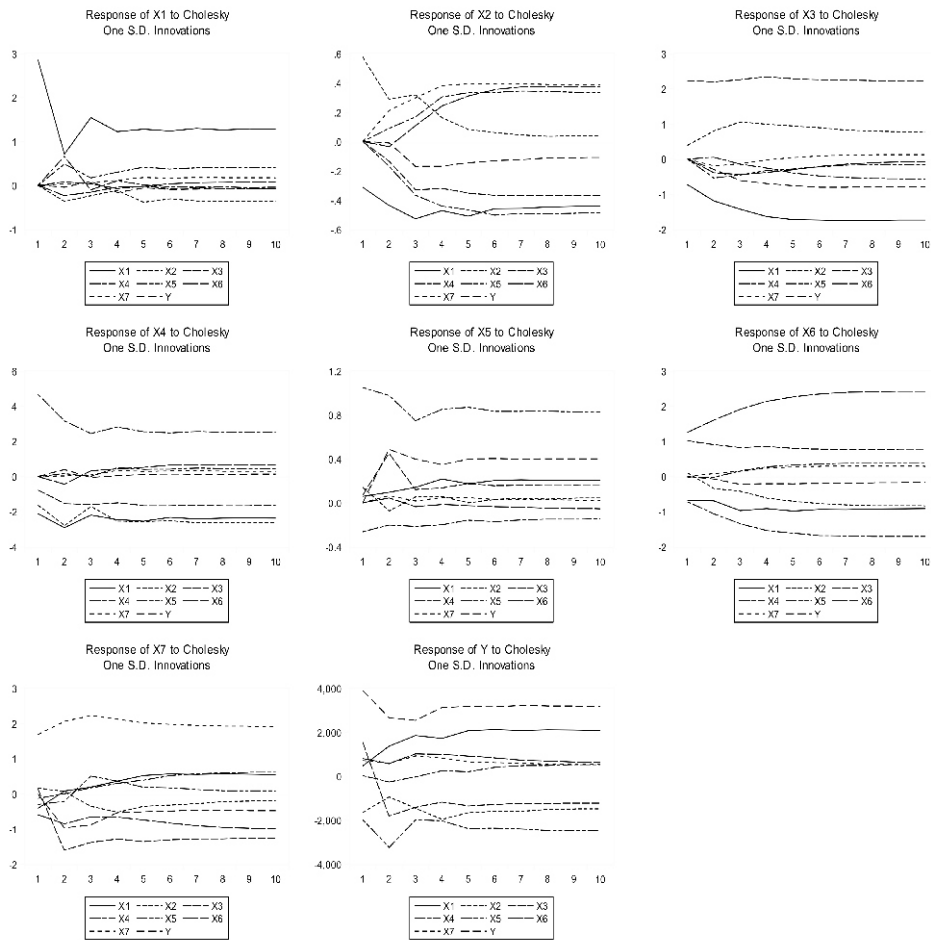 Response of X1 to Cholesky
One S.D. Innovations
3
2
1
0
-1
1 2 3 4 5 6 7 8 9 10
X1 X2 X3
X4 X5 X6
X7 Y
Response of X2 to Cholesky
One S.D. Innovations
.6
.4
.2
.0
-.2
-.4
-.6
1 2 3 4 5 6 7 8 9 10
X1 X2 X3
X4 X5 X6
X7 Y
Response of X3 to Cholesky
One S.D. Innovations
3
2
1
0
-1
-2
1 2 3 4 5 6 7 8 9 10
X1 X2 X3
X4 X5 X6
X7 Y
Response of X4 to Cholesky
One S.D. Innovations
6
4
2
0
-2
-4
1 2 3 4 5 6 7 8 9 10
X1 X2 X3
X4 X5 X6
X7 Y
Response of X5 to Cholesky
One S.D. Innovations
1.2
0.8
0.4
0.0
-0.4
1 2 3 4 5 6 7 8 9 10
X1 X2 X3
X4 X5 X6
X7 Y
Response of X6 to Cholesky
One S.D. Innovations
3
2
1
0
-1
-2
1 2 3 4 5 6 7 8 9 10
X1 X2 X3
X4 X5 X6
X7 Y
Response of X7 to Cholesky
One S.D. Innovations
3
2
1
0
-1
-2
1 2 3 4 5 6 7 8 9 10
X1 X2 X3
X4 X5 X6
X7 Y
Response of Y to Cholesky
One S.D. Innovations
4,000
2,000
0
-2,000
-4,000
1 2 3 4 5 6 7 8 9 10
X1 X2 X3
X4 X5 X6
X7 Y